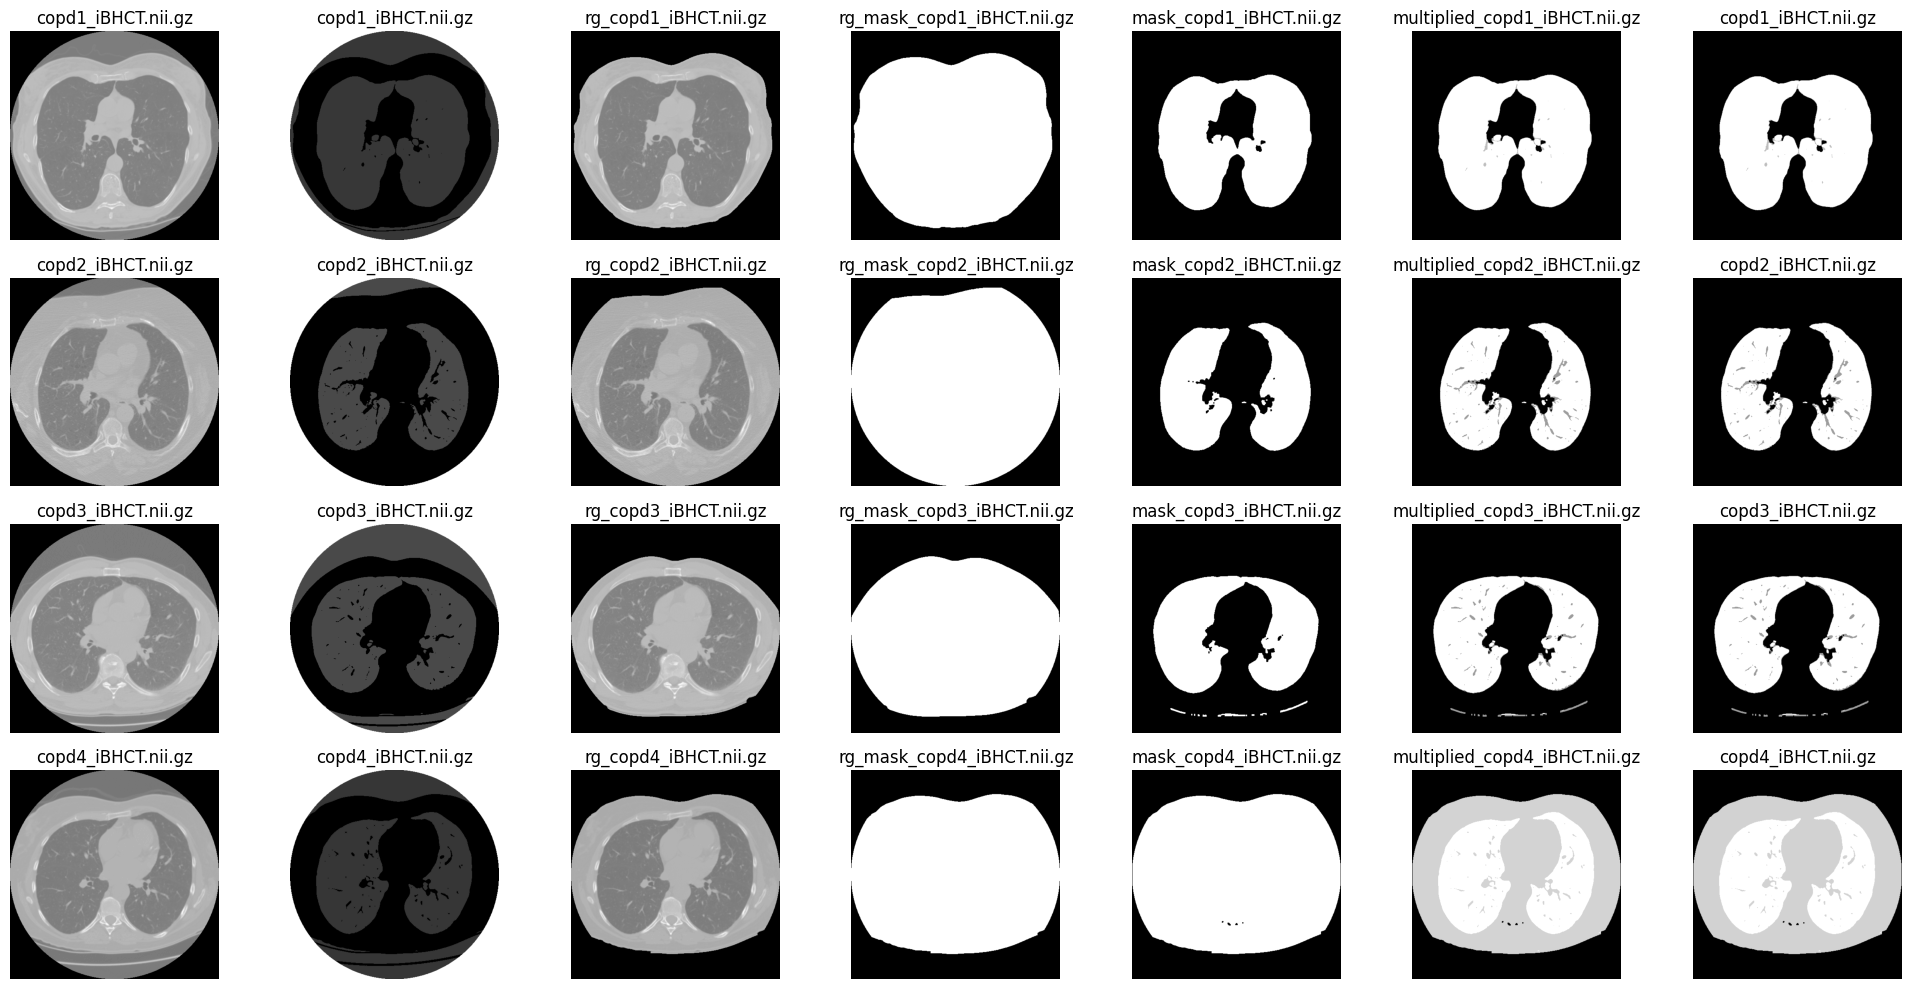 copd1_iBHCT.nii.gz copd1_iBHCT.nii.gz rg_copd1_iBHCT.nii.gz rg_mask_copd1_iBHCT.nii.gz mask_copd1_iBHCT.nii.gz multiplied_copd1_iBHCT.nii.gz copd1_iBHCT.nii.gz
copd2_iBHCT.nii.gz copd2_iBHCT.nii.gz rg_copd2_iBHCT.nii.gz rg_mask_copd2_iBHCT.nii.gz mask_copd2_iBHCT.nii.gz multiplied_copd2_iBHCT.nii.gz copd2_iBHCT.nii.gz
copd3_iBHCT.nii.gz copd3_iBHCT.nii.gz rg_copd3_iBHCT.nii.gz rg_mask_copd3_iBHCT.nii.gz mask_copd3_iBHCT.nii.gz multiplied_copd3_iBHCT.nii.gz copd3_iBHCT.nii.gz
copd4_iBHCT.nii.gz copd4_iBHCT.nii.gz rg_copd4_iBHCT.nii.gz rg_mask_copd4_iBHCT.nii.gz mask_copd4_iBHCT.nii.gz multiplied_copd4_iBHCT.nii.gz copd4_iBHCT.nii.gz